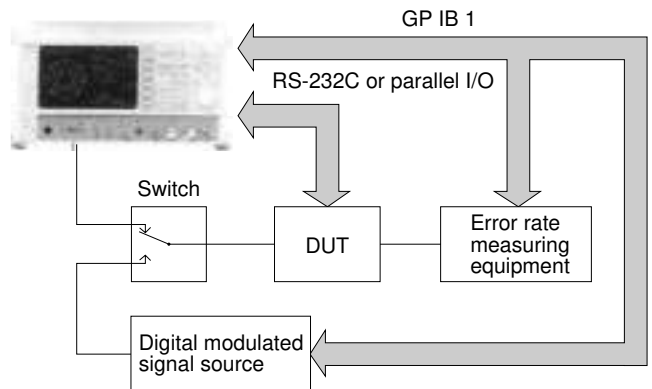 GP IB 1
RS-232C or parallel I/O
Switch
DUT
Error rate
measuring
equipment
Digital modulated
signal source